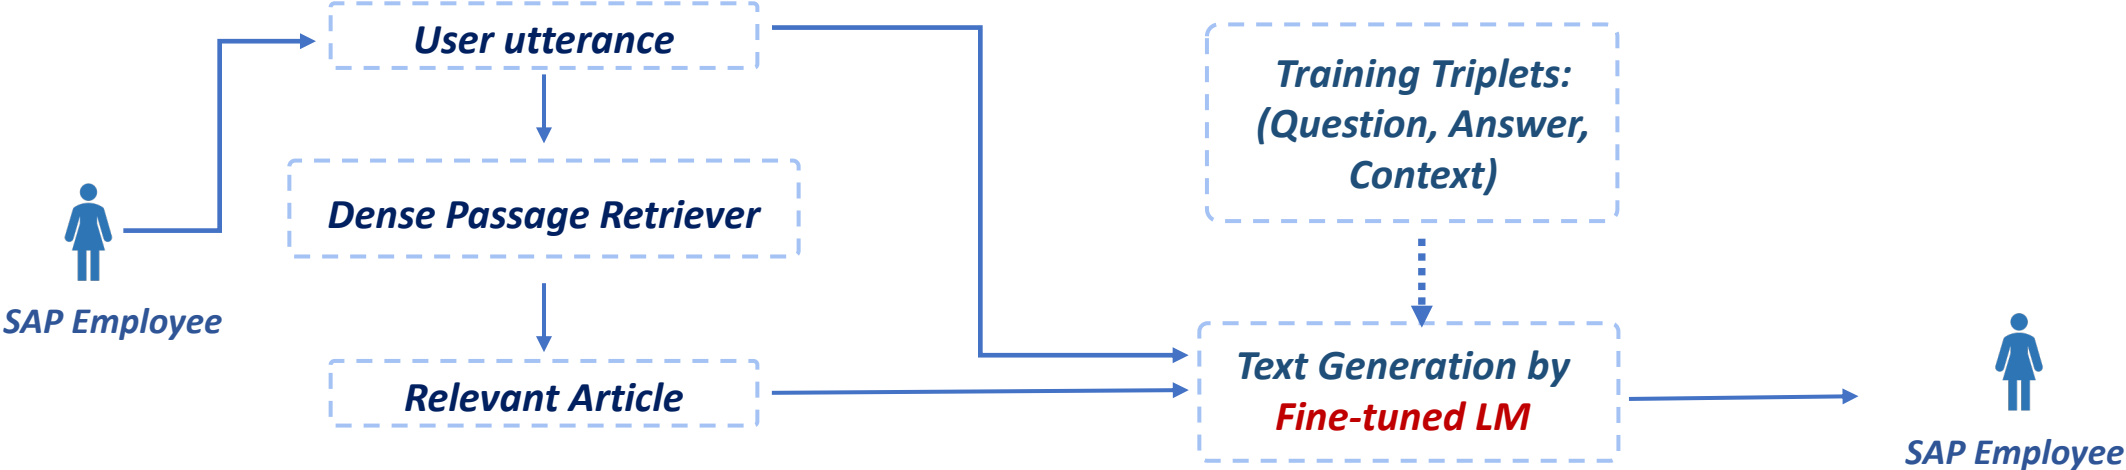 User utterance
Dense Passage Retriever
Relevant Article
SAP Employee
Training Triplets:
(Question, Answer,
Context)
Text Generation by
Fine-tuned LM
SAP Employee